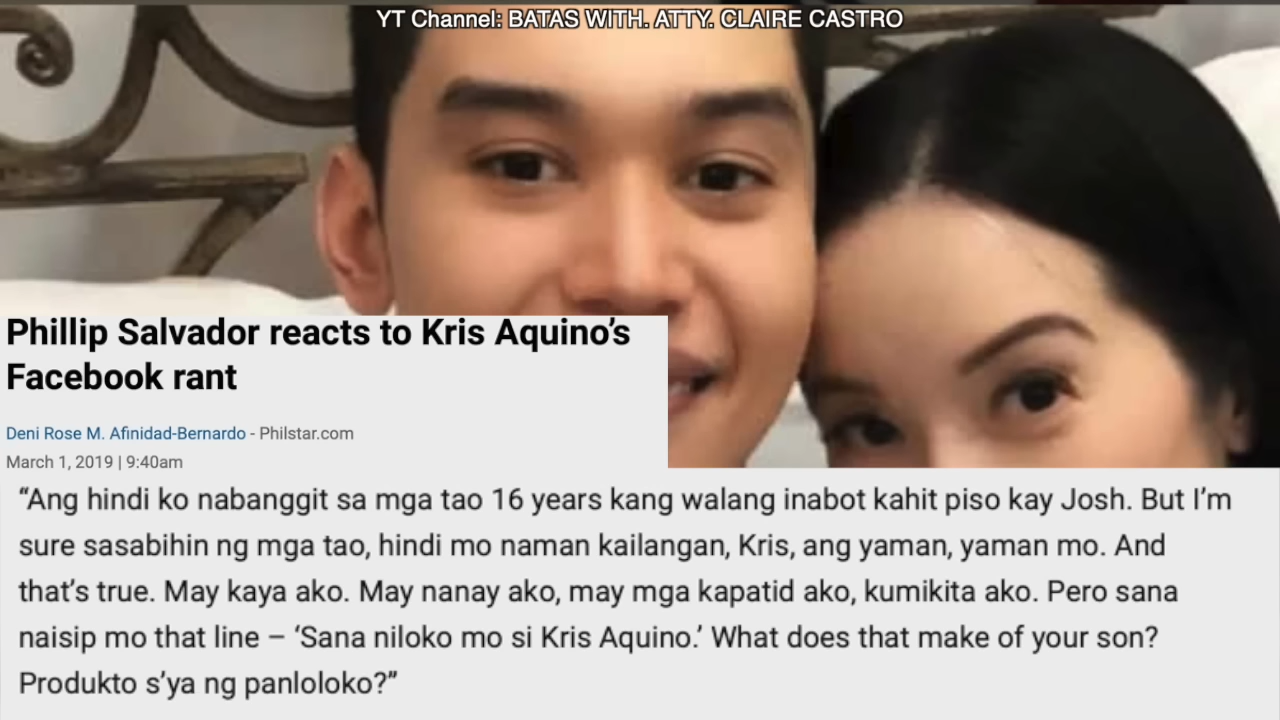 YT Channel: BATAS WITH. ATTY. CLAIRE CASTRO
Phillip Salvador reacts to Kris Aquino’s
Facebook rant
Deni Rose M. Afinidad-Bernardo - Philstar.com
March 1, 2019 | 9:40am
“Ang hindi ko nabanggit sa mga tao 16 years kang walang inabot kahit piso kay Josh. But I’m
sure sasabihin ng mga tao, hindi mo naman kailangan, Kris, ang yaman, yaman mo. And
that’s true. May kaya ako. May nanay ako, may mga kapatid ako, kumikita ako. Pero sana
naisip mo that line – ‘Sana niloko mo si Kris Aquino.’ What does that make of your son?
Produkto s’ya ng panloloko?”